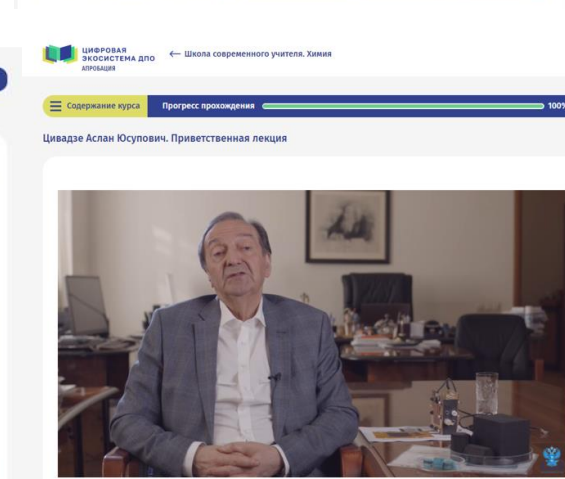 ЦИФРОВАЯ
ЭКОСИСТЕМА ДПО
АПРОБАЦИЯ
← Школа современного учителя. Химия
Содержание курса
Прогресс прохождения
100%
Цивадзе Аслан Юсупович. Приветственная лекция